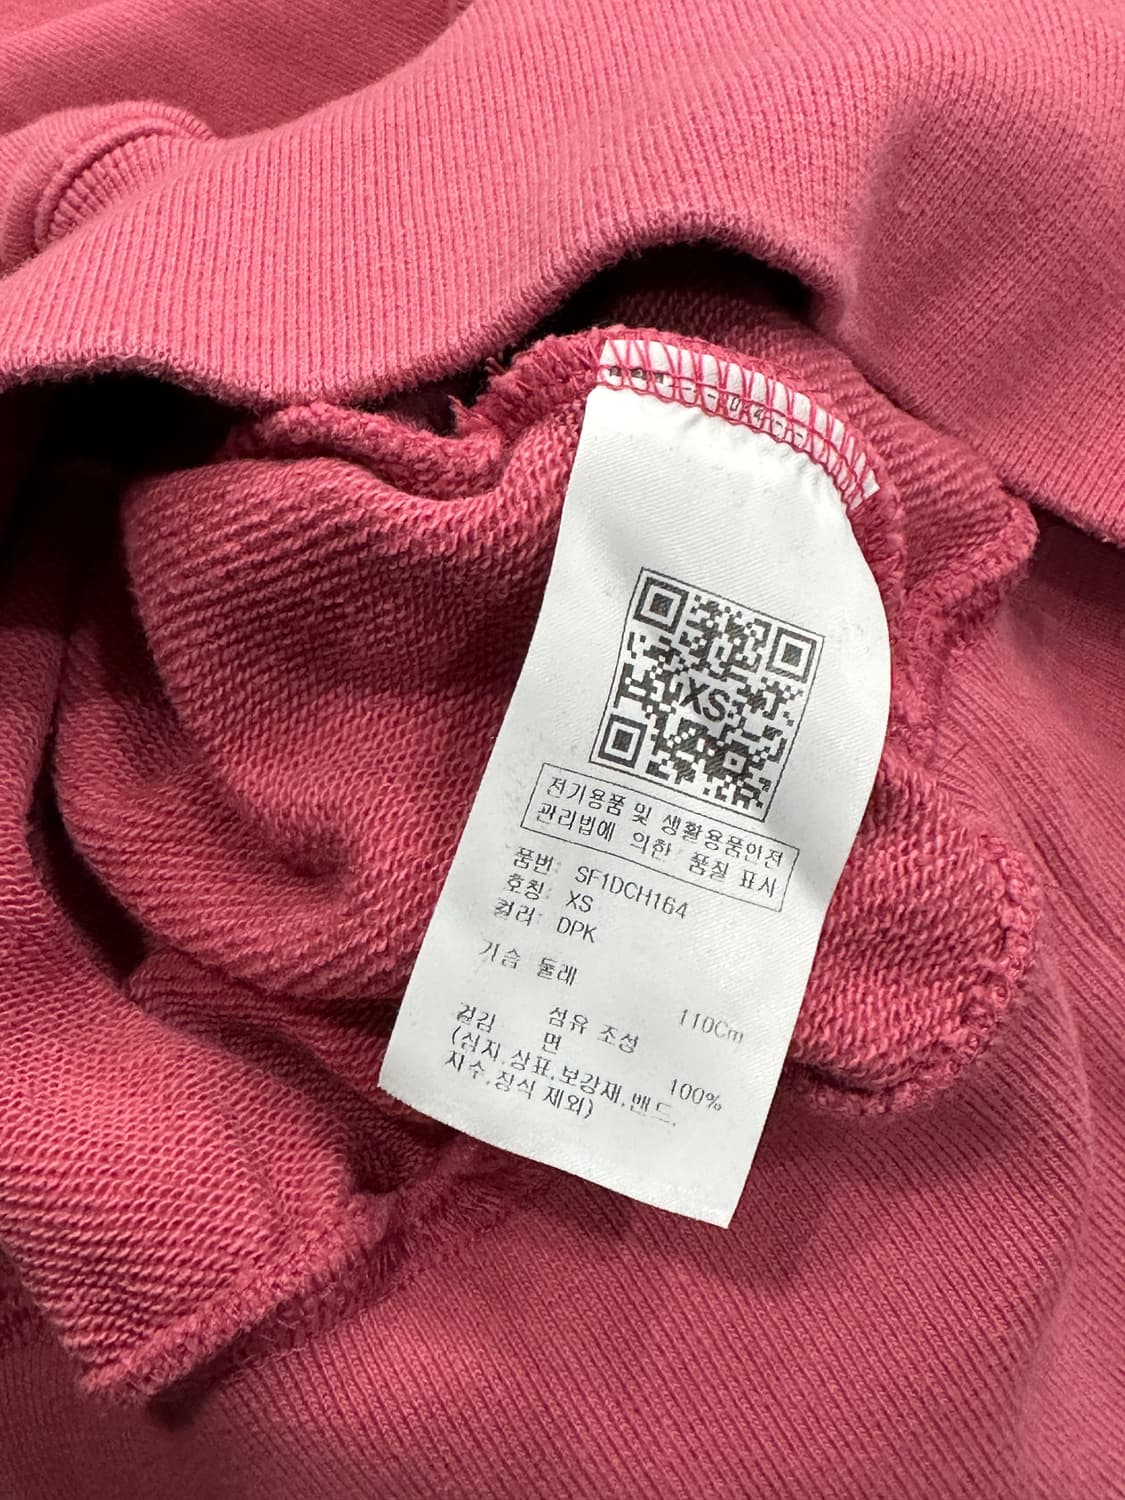 XS
전기용품 및 생활용품안전
관리법에 의한 품질 표시
품번: SF1DCH164
호칭: XS
컬러: DPK
가슴 둘레
110Cm
겉감 섬유 조성
면 100%
(심지,상표,보강재,밴드,
자수,장식 제외)